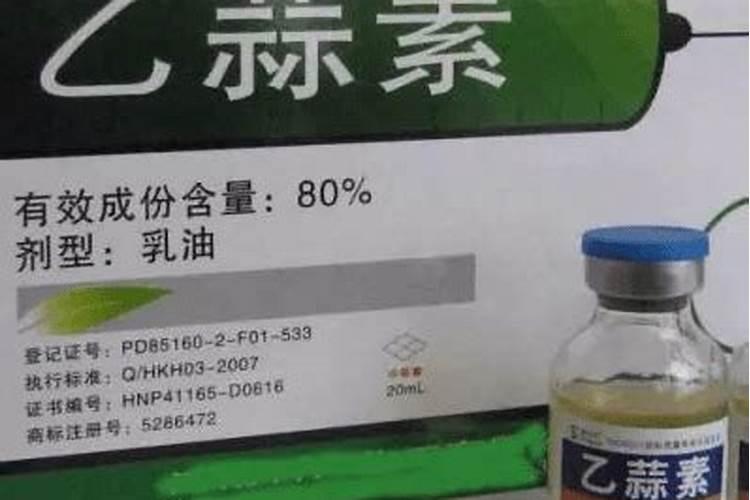 乙蒜素
有效成份含量：80%
剂型：乳油
登记证号：PD85160-2-F01-533
执行标准：Q/HKH03-2007
证书编号：HNP41165-D0616
商标注册号：5286472
20mL
乙蒜素